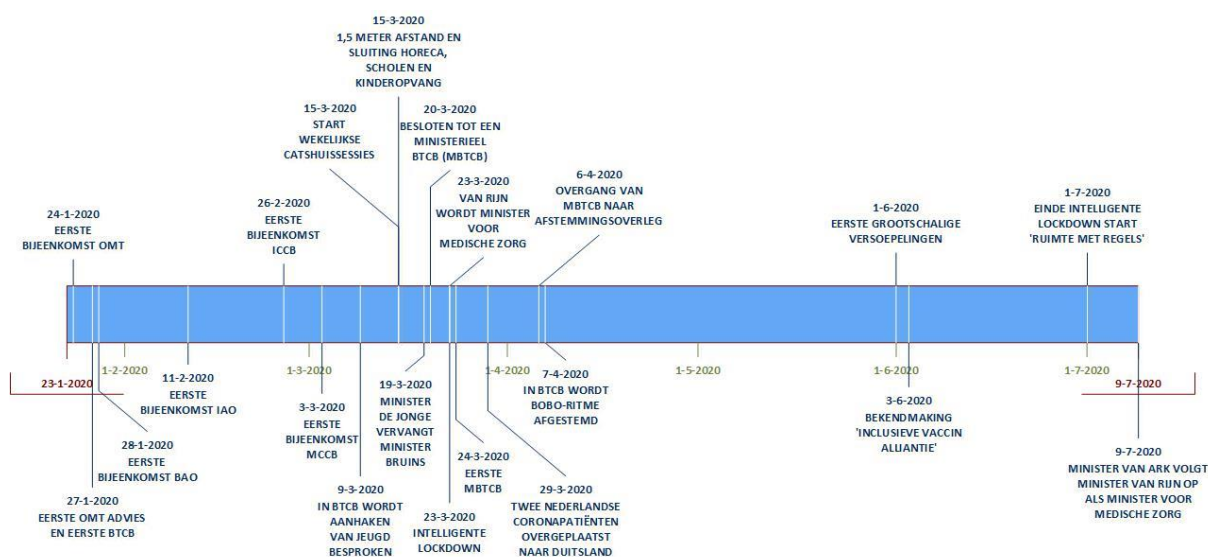 15-3-2020
1,5 METER AFSTAND EN
SLUITING HORECA,
SCHOLEN EN
KINDEROPVANG
15-3-2020
START
WEKELIJKSE
CATSHUISSESSIES
20-3-2020
BESLOTEN TOT EEN
MINISTERIEEL
BTCB (MBTCB)
23-3-2020
VAN RIJN
WORDT MINISTER
VOOR
MEDISCHE ZORG
6-4-2020
OVERGANG VAN
MBTCB NAAR
AFSTEMMINGSOVERLEG
24-1-2020
EERSTE
BIJEENKOMST OMT
26-2-2020
EERSTE
BIJEENKOMST
ICCB
1-6-2020
EERSTE GROOTSCHALIGE
VERSOEPELINGEN
1-7-2020
EINDE INTELLIGENTE
LOCKDOWN START
'RUIMTE MET REGELS'
1-2-2020
1-3-2020
1-4-2020
1-5-2020
1-6-2020
1-7-2020
23-1-2020
9-7-2020
11-2-2020
EERSTE
BIJEENKOMST IAO
28-1-2020
EERSTE
BIJEENKOMST BAO
27-1-2020
EERSTE OMT ADVIES
EN EERSTE BTCB
3-3-2020
EERSTE
BIJEENKOMST
MCCB
9-3-2020
IN BTCB WORDT
AANHAKEN
VAN JEUGD
BESPROKEN
19-3-2020
MINISTER
DE JONGE
VERVANGT
MINISTER
BRUINS
23-3-2020
INTELLIGENTE
LOCKDOWN
24-3-2020
EERSTE
MBTCB
29-3-2020
TWEE NEDERLANDSE
CORONAPATIËNTEN
OVERGEPLAATST
NAAR DUITSLAND
7-4-2020
IN BTCB WORDT
BOBO-RITME
AFGESTEMD
3-6-2020
BEKENDMAKING
'INCLUSIEVE VACCIN
ALLIANTIE'
9-7-2020
MINISTER VAN ARK VOLGT
MINISTER VAN RIJN OP
ALS MINISTER VOOR
MEDISCHE ZORG